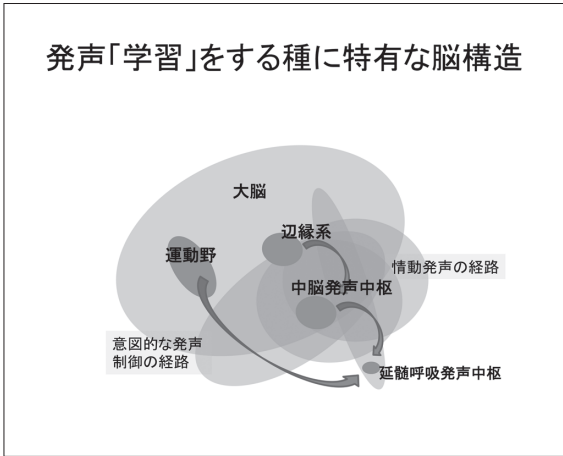 発声「学習」をする種に特有な脳構造
大脳
辺縁系
運動野
情動発声の経路
中脳発声中枢
意図的な発声
制御の経路
延髄呼吸発声中枢